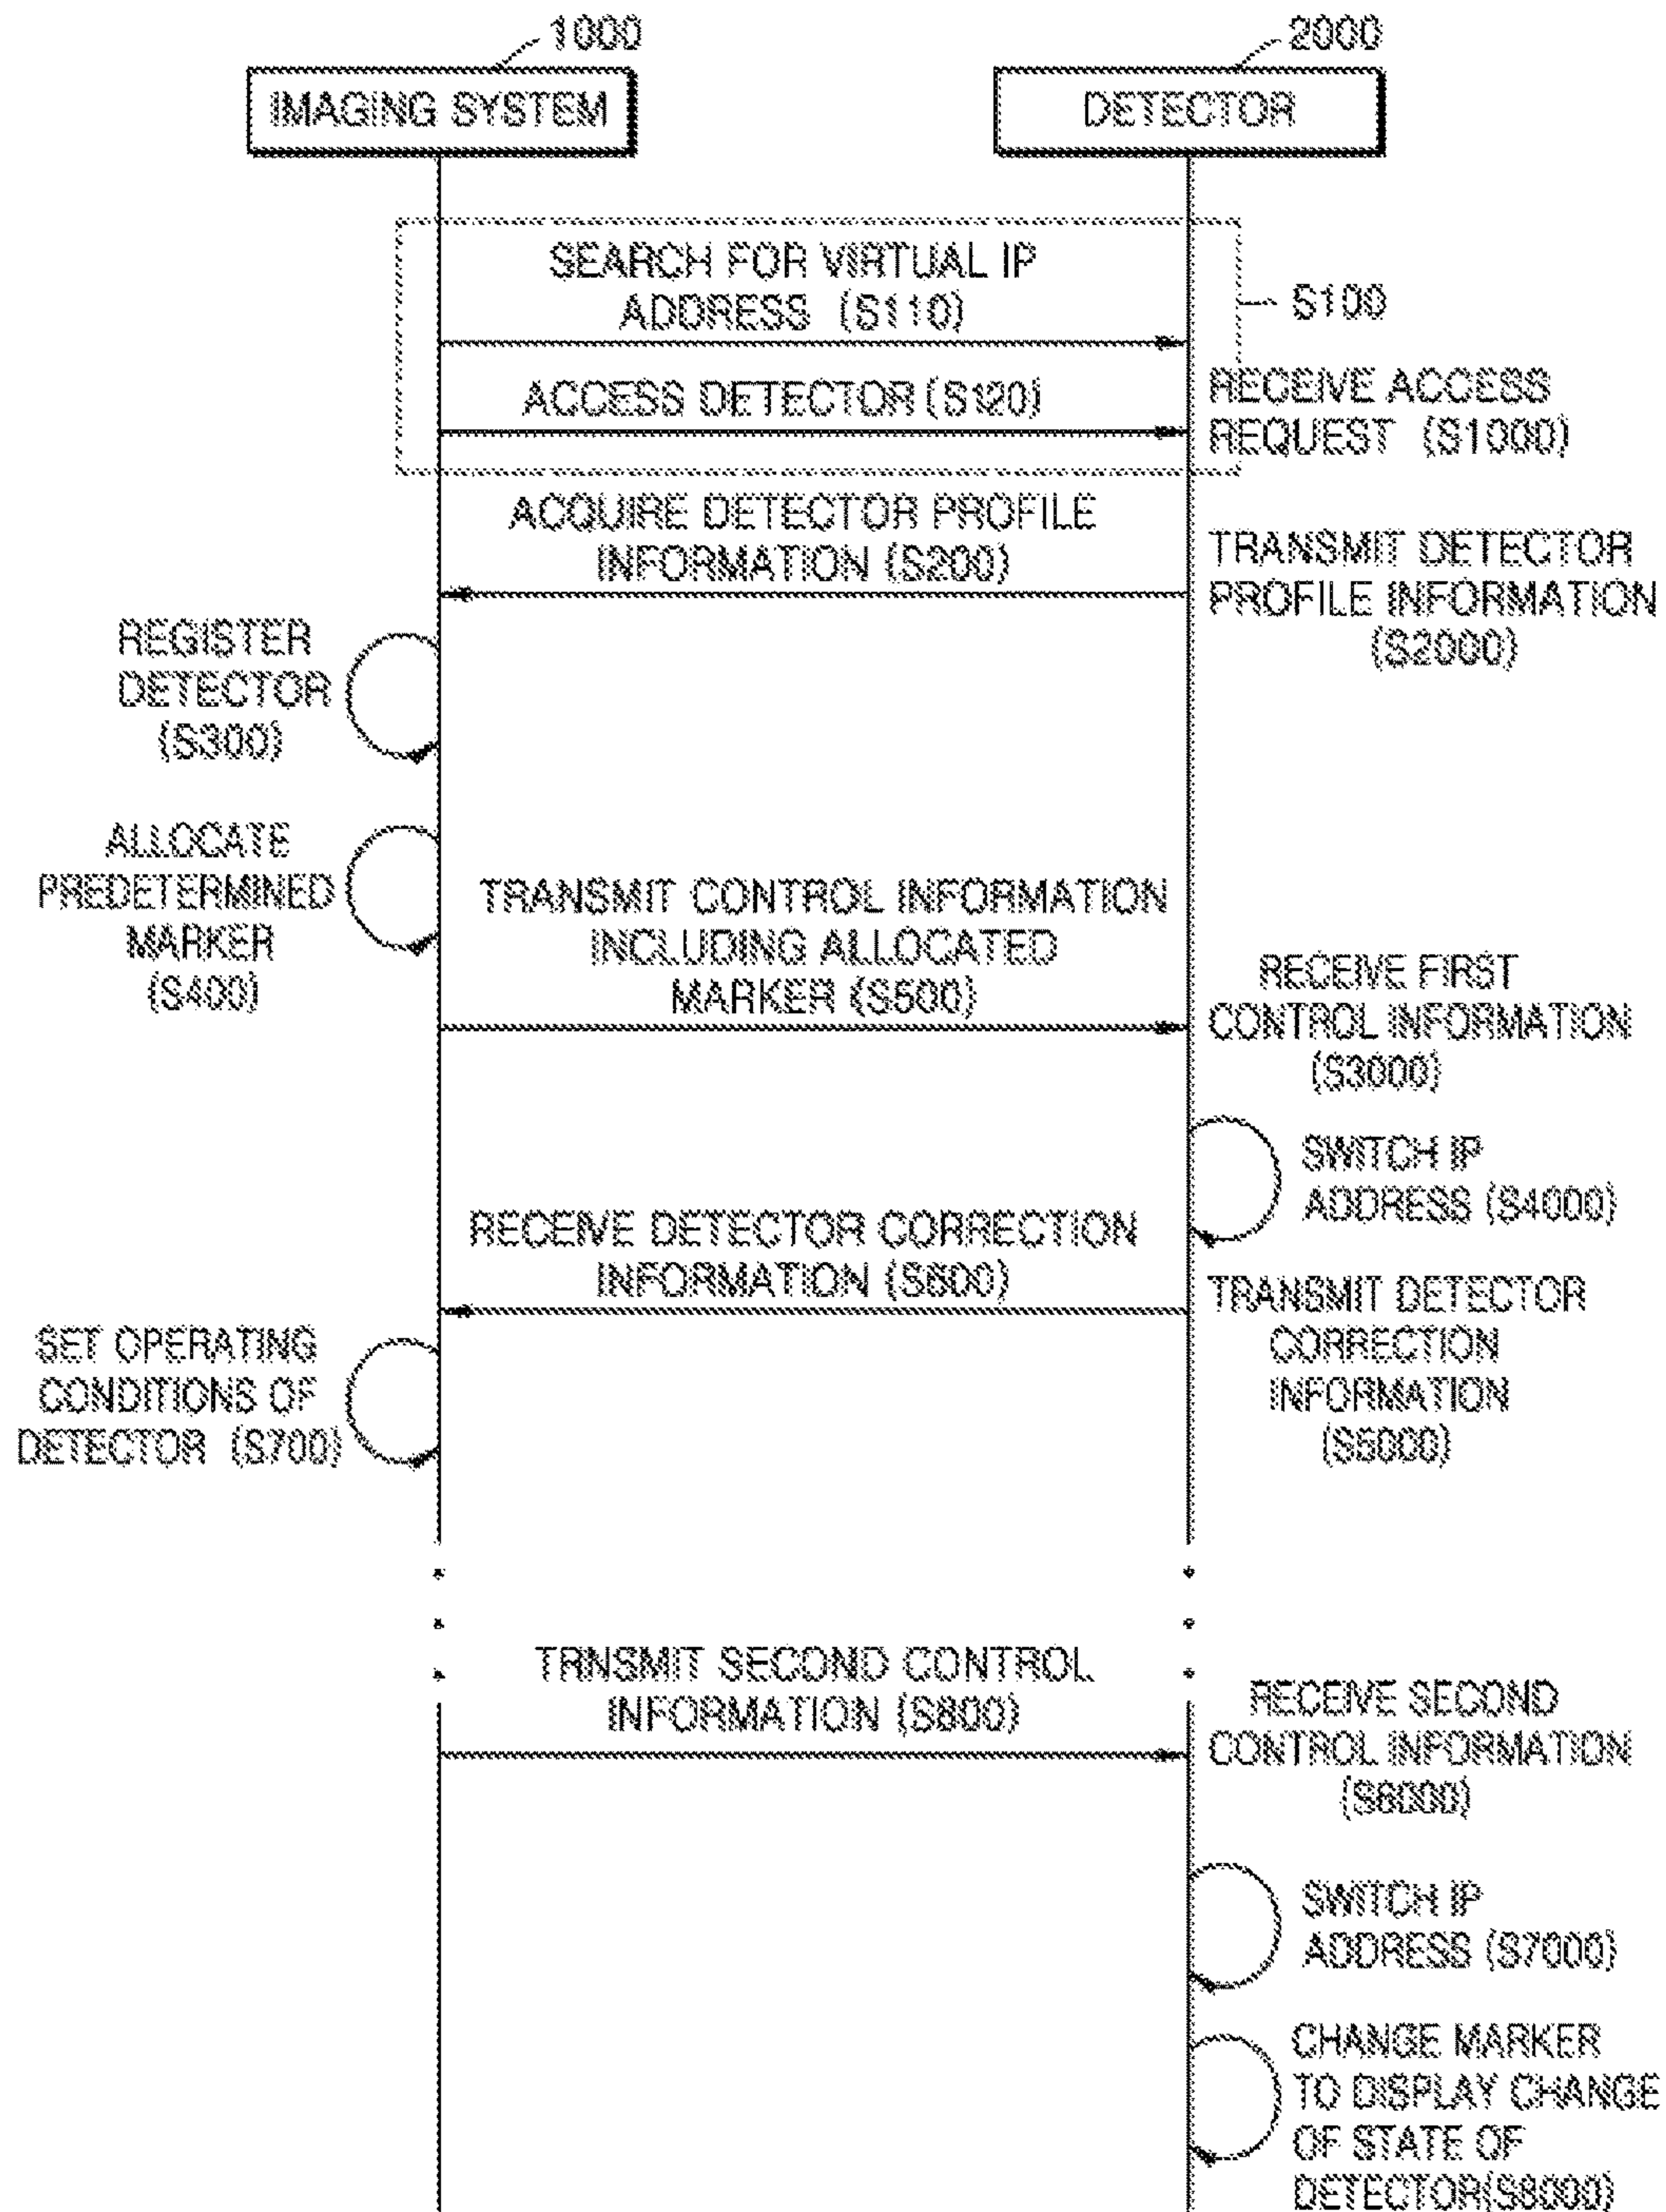 1000
2000
IMAGING SYSTEM
DETECTOR
SEARCH FOR VIRTUAL IP
ADDRESS (S110)
S100
ACCESS DETECTOR (S120)
RECEIVE ACCESS
REQUEST (S1000)
ACQUIRE DETECTOR PROFILE
INFORMATION (S200)
TRANSMIT DETECTOR
PROFILE INFORMATION
(S2000)
REGISTER
DETECTOR
(S300)
ALLOCATE
PREDETERMINED
MARKER
(S400)
TRANSMIT CONTROL INFORMATION
INCLUDING ALLOCATED
MARKER (S500)
RECEIVE FIRST
CONTROL INFORMATION
(S3000)
SWITCH IP
ADDRESS (S4000)
RECEIVE DETECTOR CORRECTION
INFORMATION (S600)
TRANSMIT DETECTOR
CORRECTION
INFORMATION
(S5000)
SET OPERATING
CONDITIONS OF
DETECTOR (S700)
TRNSMIT SECOND CONTROL
INFORMATION (S800)
RECEIVE SECOND
CONTROL INFORMATION
(S6000)
SWITCH IP
ADDRESS (S7000)
CHANGE MARKER
TO DISPLAY CHANGE
OF STATE OF
DETECTOR(S8000)